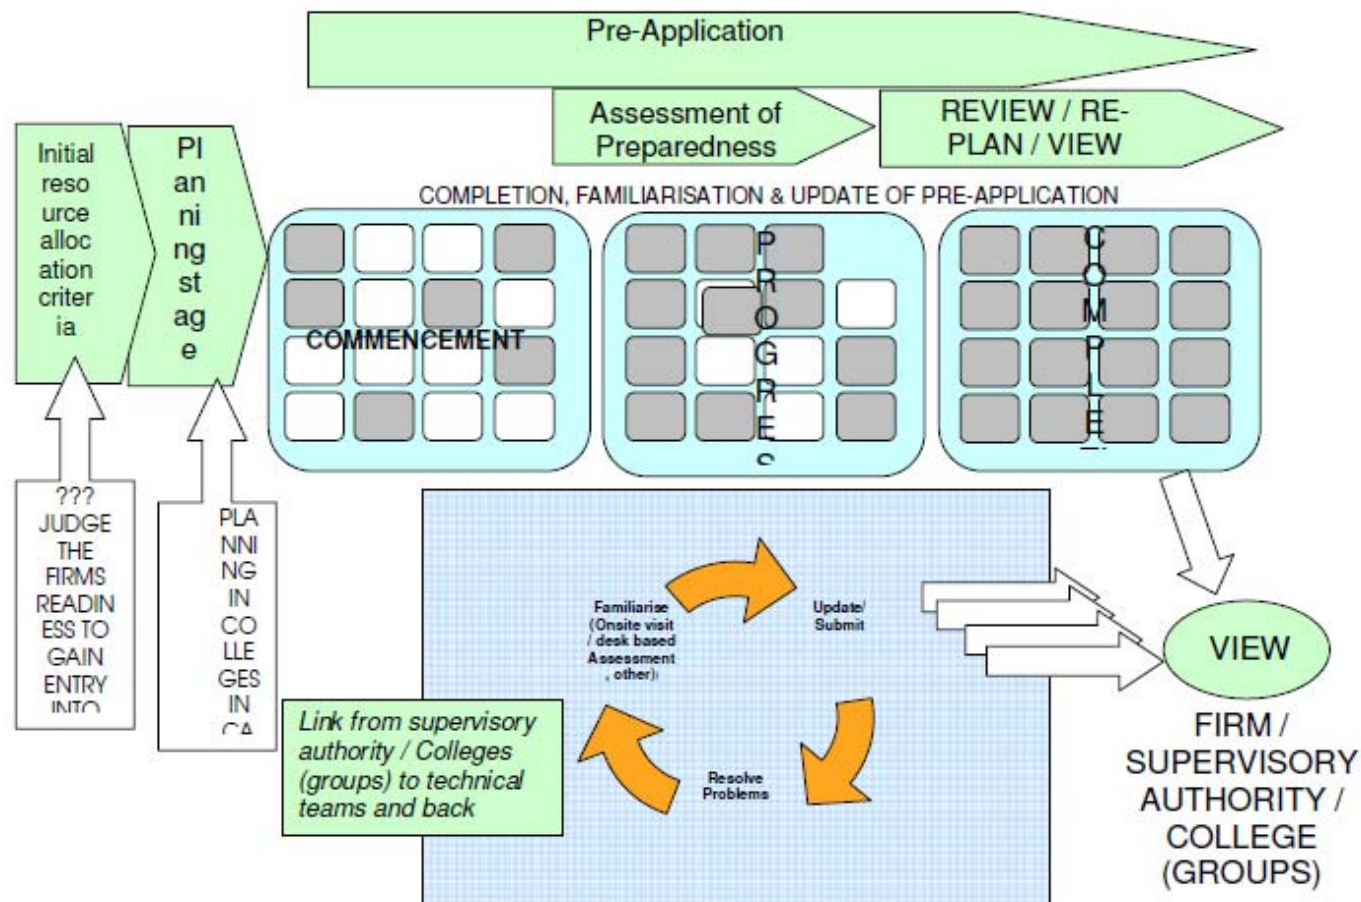 Pre-Application
Assessment of
Preparedness
REVIEW / RE-
PLAN / VIEW
Initial
reso
urce
alloc
ation
criter
ia
Pl
an
ni
ng
st
ag
e
COMPLETION, FAMILIARISATION & UPDATE OF PRE-APPLICATION
COMMENCEMENT
P
R
O
G
R
E
S
C
O
M
P
L
E
???
JUDGE
THE
FIRMS
READIN
ESS TO
GAIN
ENTRY
INTO
PLA
NNI
NG
IN
CO
LLE
GES
IN
CA
Familiarise
(Onsite visit
/ desk based
Assessment
, other))
Update/
Submit
Resolve
Problems
Link from supervisory
authority / Colleges
(groups) to technical
teams and back
VIEW
FIRM /
SUPERVISORY
AUTHORITY /
COLLEGE
(GROUPS)